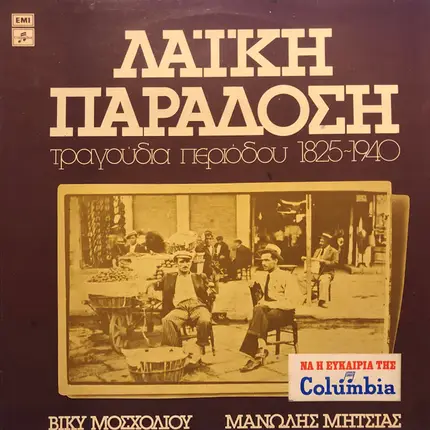 EMI
ΛΑΪΚΗ
ΠΑΡΑΔΟΣΗ
τραγούδια περιόδου 1825~1940
ΝΑ Η ΕΥΚΑΙΡΙΑ ΤΗΣ
Columbia
ΒΙΚΥ ΜΟΣΧΟΛΙΟΥ ΜΑΝΩΛΗΣ ΜΗΤΣΙΑΣ